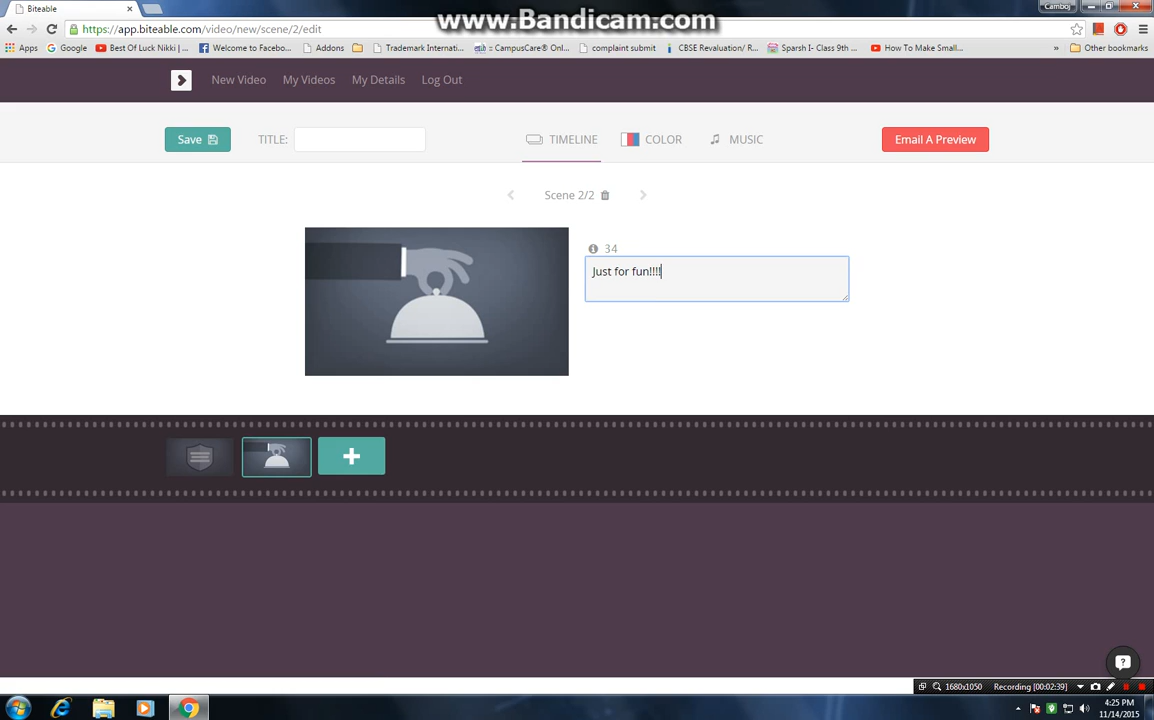 Biteable
www.Bandicam.com
Camboj
https://app.biteable.com/video/new/scene/2/edit
Apps
Google
Best Of Luck Nikki |...
Welcome to Facebo...
Addons
Trademark Internati...
:: CampusCare® Onl...
complaint submit
CBSE Revaluation/ R...
Sparsh I- Class 9th ...
How To Make Small...
»
Other bookmarks
New Video
My Videos
My Details
Log Out
Save
TITLE:
TIMELINE
COLOR
MUSIC
Email A Preview
Scene 2/2
34
Just for fun!!!!
1680x1050
Recording [00:02:39]
4:25 PM
11/14/2015